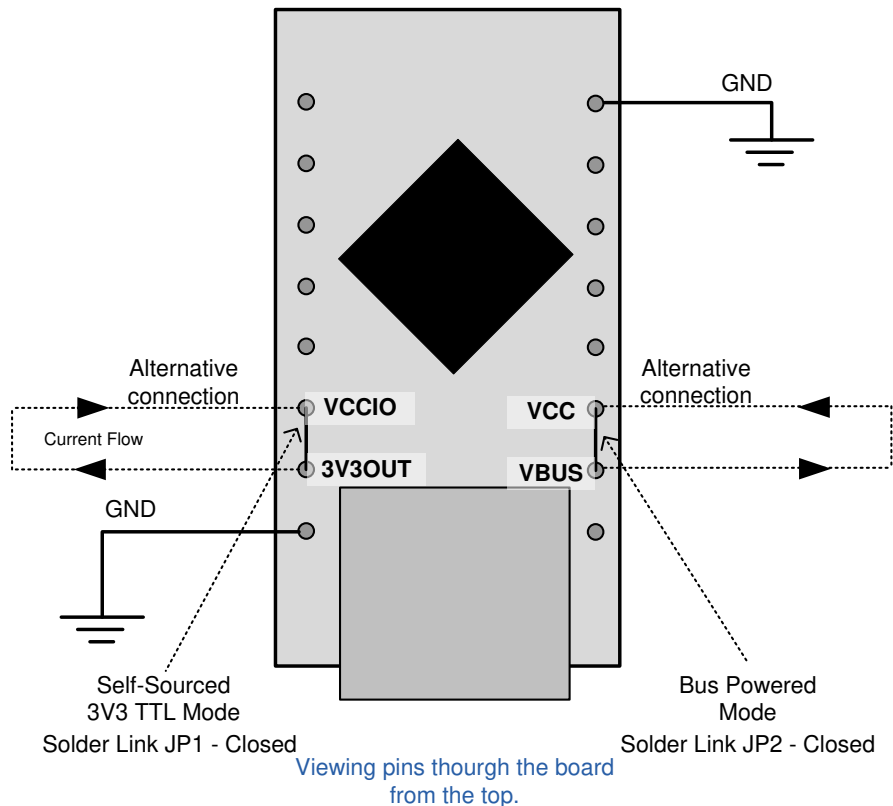 GND
Alternative
connection
Alternative
connection
VCCIO
VCC
Current Flow
3V3OUT
VBUS
GND
Self-Sourced
3V3 TTL Mode
Solder Link JP1 - Closed
Bus Powered
Mode
Solder Link JP2 - Closed
Viewing pins thourgh the board
from the top.